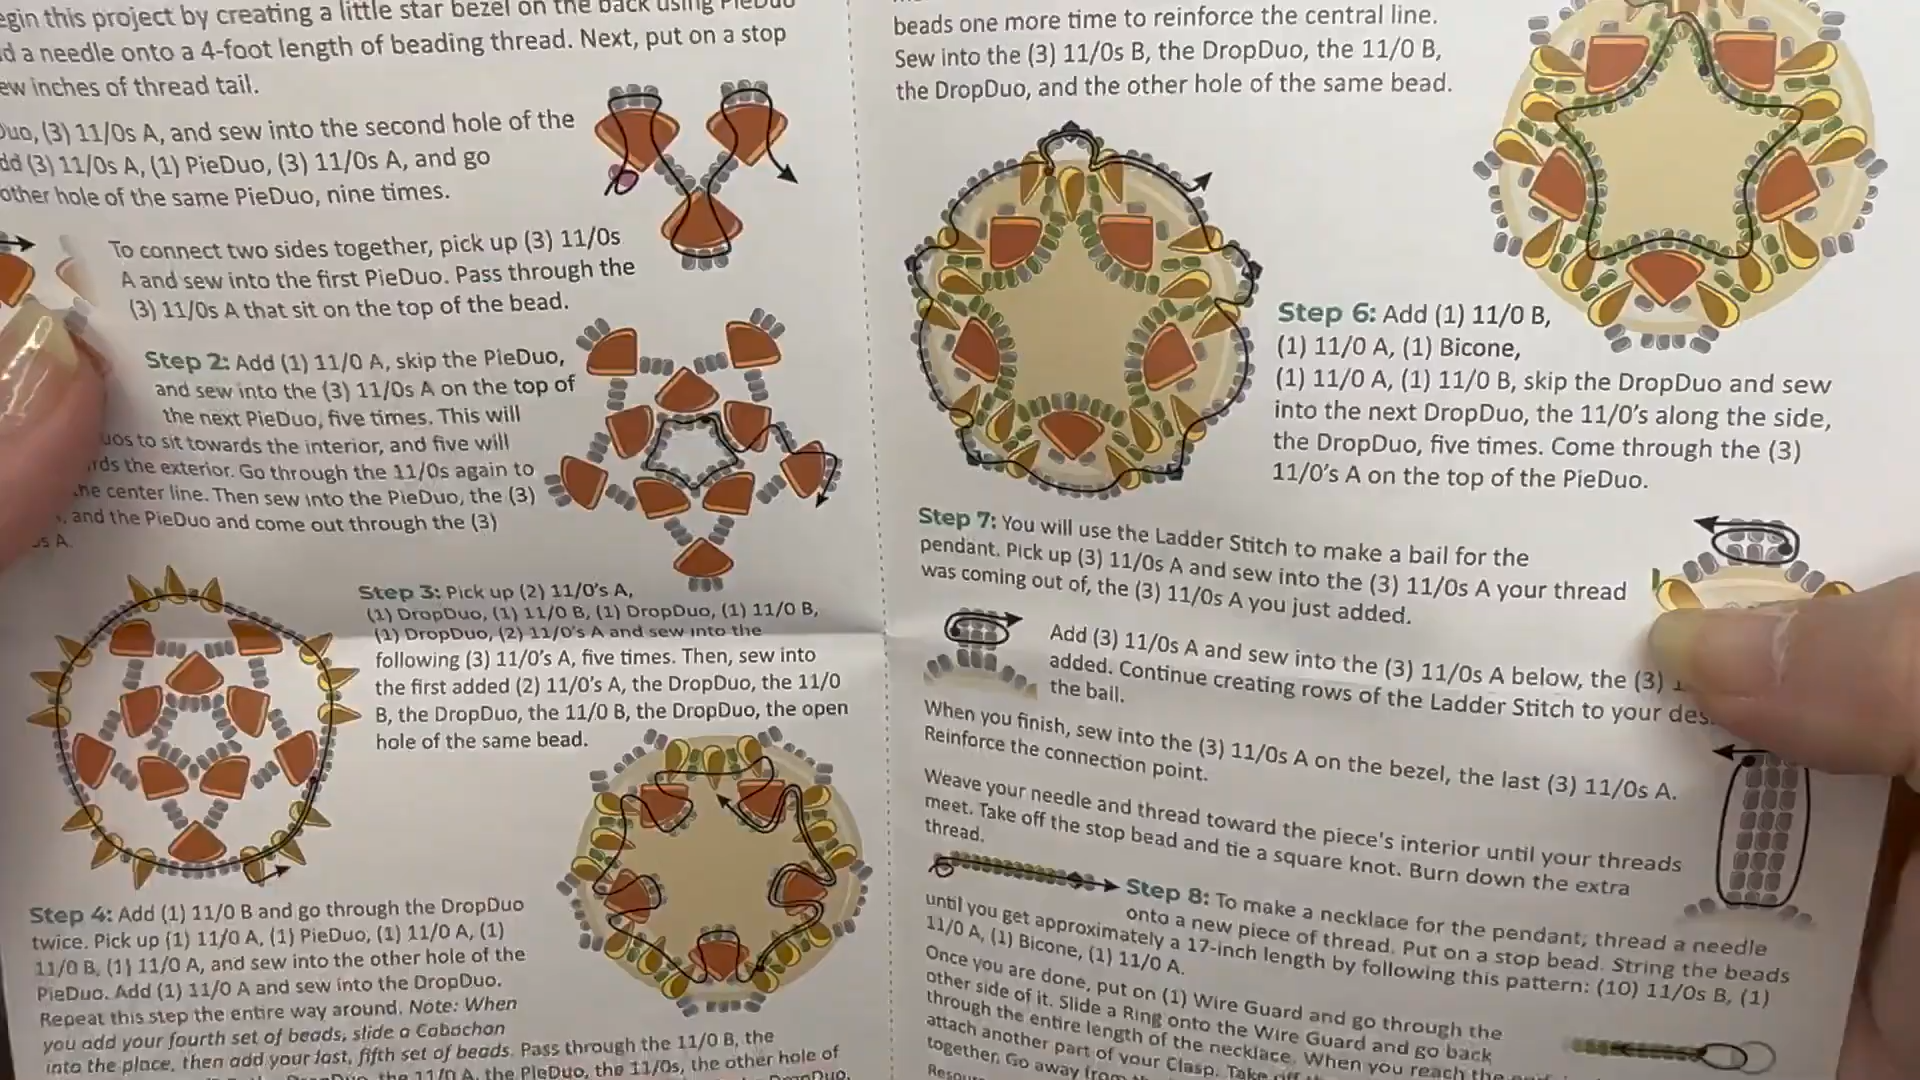 egin this project by creating a little star bezel on the back using PieDuo
d a needle onto a 4-foot length of beading thread. Next, put on a stop
ew inches of thread tail.
Duo, (3) 11/0s A, and sew into the second hole of the
dd (3) 11/0s A, (1) PieDuo, (3) 11/0s A, and go
other hole of the same PieDuo, nine times.
To connect two sides together, pick up (3) 11/0s
A and sew into the first PieDuo. Pass through the
(3) 11/0s A that sit on the top of the bead.
Step 2: Add (1) 11/0 A, skip the PieDuo,
and sew into the (3) 11/0s A on the top of
the next PieDuo, five times. This will
uos to sit towards the interior, and five will
rds the exterior. Go through the 11/0s again to
he center line. Then sew into the PieDuo, the (3)
, and the PieDuo and come out through the (3)
s A.
Step 3: Pick up (2) 11/0's A,
(1) DropDuo, (1) 11/0 B, (1) DropDuo, (1) 11/0 B,
(1) DropDuo, (2) 11/0's A and sew into the
following (3) 11/0's A, five times. Then, sew into
the first added (2) 11/0's A, the DropDuo, the 11/0
B, the DropDuo, the 11/0 B, the DropDuo, the open
hole of the same bead.
Step 4: Add (1) 11/0 B and go through the DropDuo
twice. Pick up (1) 11/0 A, (1) PieDuo, (1) 11/0 A, (1)
11/0 B, (1) 11/0 A, and sew into the other hole of the
PieDuo. Add (1) 11/0 A and sew into the DropDuo.
Repeat this step the entire way around. Note: When
you add your fourth set of beads, slide a Cabochon
into the place, then add your last, fifth set of beads. Pass through the 11/0 B, the
the 11/0 A, the PieDuo, the 11/0s, the other hole of
beads one more time to reinforce the central line.
Sew into the (3) 11/0s B, the DropDuo, the 11/0 B,
the DropDuo, and the other hole of the same bead.
Step 6: Add (1) 11/0 B,
(1) 11/0 A, (1) Bicone,
(1) 11/0 A, (1) 11/0 B, skip the DropDuo and sew
into the next DropDuo, the 11/0's along the side,
the DropDuo, five times. Come through the (3)
11/0's A on the top of the PieDuo.
Step 7: You will use the Ladder Stitch to make a bail for the
pendant. Pick up (3) 11/0s A and sew into the (3) 11/0s A your thread
was coming out of, the (3) 11/0s A you just added.
Add (3) 11/0s A and sew into the (3) 11/0s A below, the (3)
added. Continue creating rows of the Ladder Stitch to your des
the bail.
When you finish, sew into the (3) 11/0s A on the bezel, the last (3) 11/0s A.
Reinforce the connection point.
Weave your needle and thread toward the piece's interior until your threads
meet. Take off the stop bead and tie a square knot. Burn down the extra
thread.
Step 8: To make a necklace for the pendant, thread a needle
onto a new piece of thread. Put on a stop bead. String the beads
until you get approximately a 17-inch length by following this pattern: (10) 11/0s B, (1)
11/0 A, (1) Bicone, (1) 11/0 A.
Once you are done, put on (1) Wire Guard and go through the
other side of it. Slide a Ring onto the Wire Guard and go back
through the entire length of the necklace. When you reach the
attach another part of your Clasp. Take off
together. Go away from